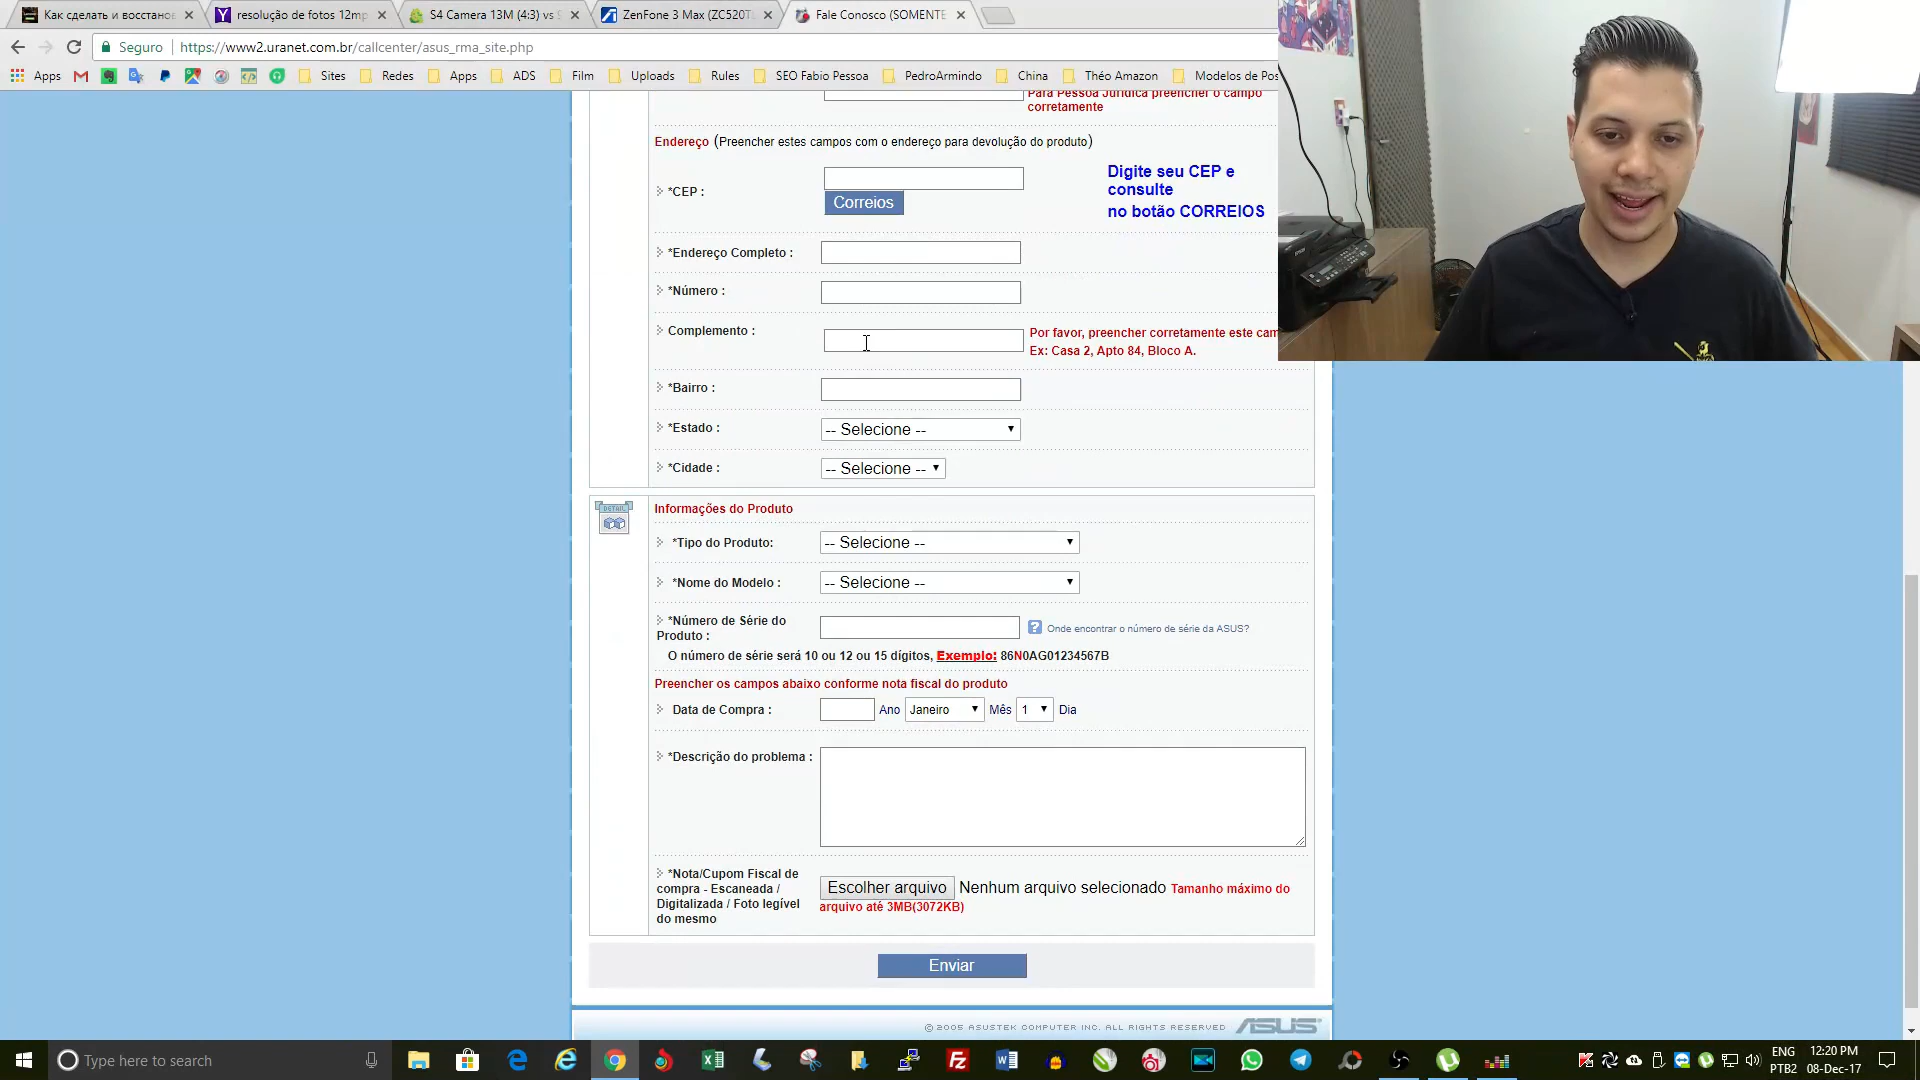 Как сделать и восстанов
resolução de fotos 12mp
S4 Camera 13M (4:3) vs S
ZenFone 3 Max (ZC520TL
Fale Conosco (SOMENTE
Seguro https://www2.uranet.com.br/callcenter/asus_rma_site.php
Apps Sites Redes Apps ADS Film Uploads Rules SEO Fabio Pessoa PedroArmindo China Théo Amazon Modelos de Pos
Para Pessoa Jurídica preencher o campo
corretamente
Endereço (Preencher estes campos com o endereço para devolução do produto)
*CEP :
Correios
Digite seu CEP e
consulte
no botão CORREIOS
*Endereço Completo :
*Número :
Complemento :
Por favor, preencher corretamente este cam
Ex: Casa 2, Apto 84, Bloco A.
*Bairro :
*Estado : -- Selecione --
*Cidade : -- Selecione --
DETAIL
Informações do Produto
*Tipo do Produto: -- Selecione --
*Nome do Modelo : -- Selecione --
*Número de Série do
Produto :
? Onde encontrar o número de série da ASUS?
O número de série será 10 ou 12 ou 15 dígitos, Exemplo: 86N0AG01234567B
Preencher os campos abaixo conforme nota fiscal do produto
Data de Compra : Ano Janeiro Mês 1 Dia
*Descrição do problema :
*Nota/Cupom Fiscal de
compra - Escaneada /
Digitalizada / Foto legível
do mesmo
Escolher arquivo Nenhum arquivo selecionado Tamanho máximo do
arquivo até 3MB(3072KB)
Enviar
© 2005 ASUSTEK COMPUTER INC. ALL RIGHTS RESERVED ASUS
Type here to search
ENG
PTB2
12:20 PM
08-Dec-17